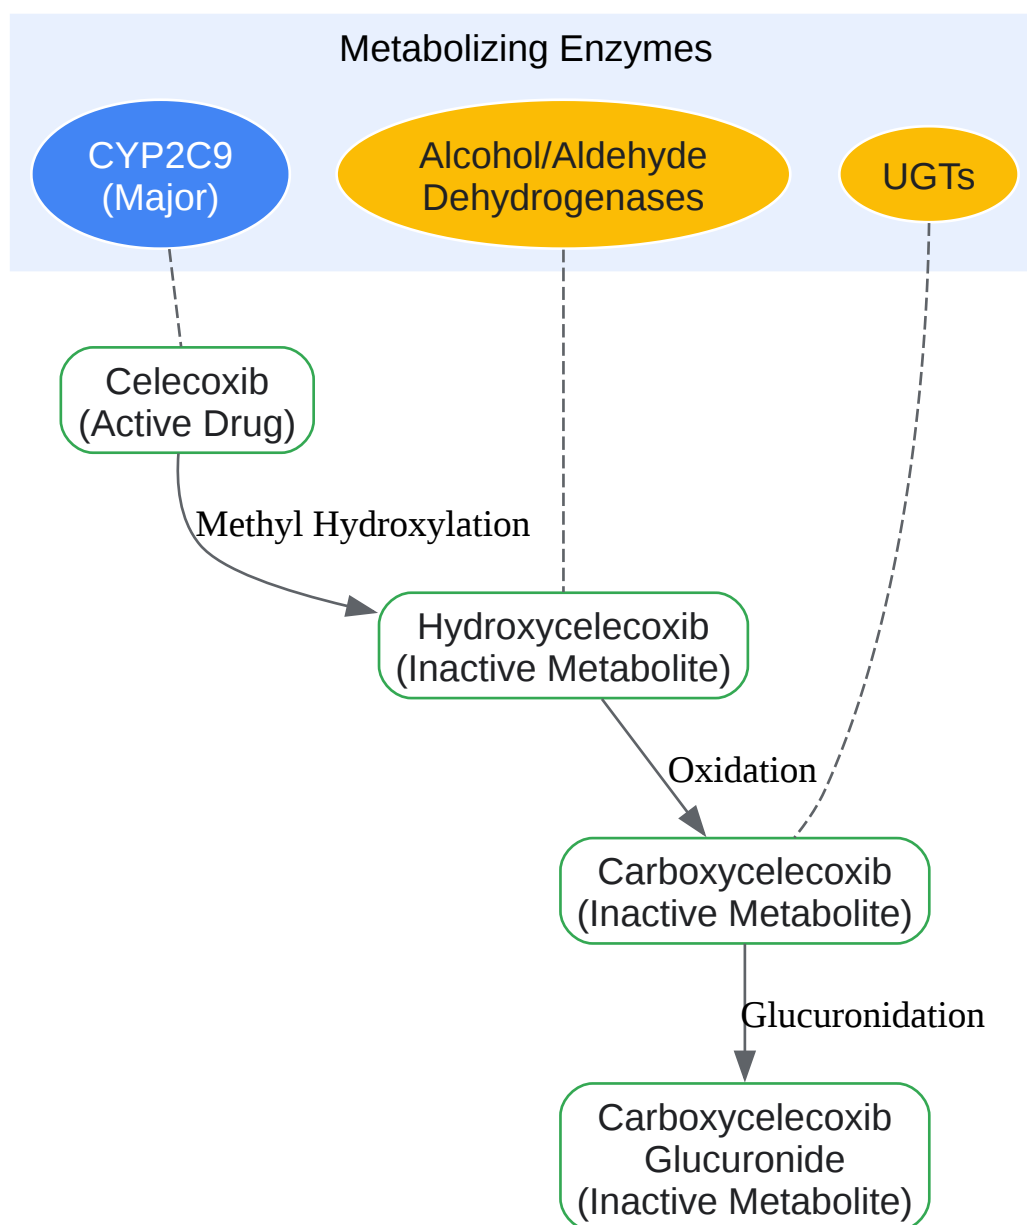 Metabolizing Enzymes
CYP2C9
(Major)
Alcohol/Aldehyde
Dehydrogenases
UGTs
Celecoxib
(Active Drug)
Methyl Hydroxylation
Hydroxycelecoxib
(Inactive Metabolite)
Oxidation
Carboxycelecoxib
(Inactive Metabolite)
Glucuronidation
Carboxycelecoxib
Glucuronide
(Inactive Metabolite)